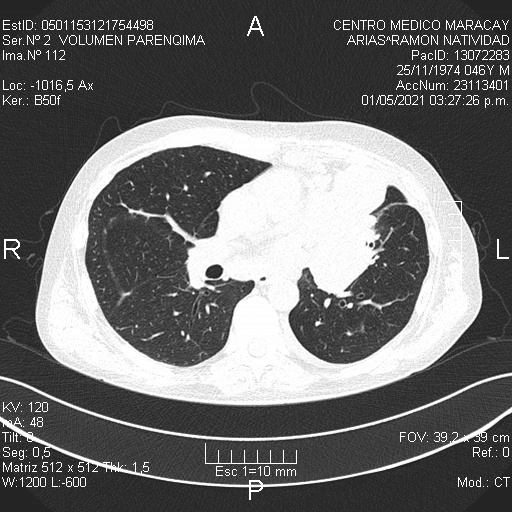 EstID: 0501153121754498
Ser.Nº 2 VOLUMEN PARENQIMA
Ima.Nº 112
Loc: -1016,5 Ax
Ker.: B50f
A
CENTRO MEDICO MARACAY
ARIAS^RAMON NATIVIDAD
PacID: 13072283
25/11/1974 046Y M
AccNum: 23113401
01/05/2021 03:27:26 p.m.
R
L
KV: 120
mA: 48
Tilt: 0
Seg: 0,5
Matriz 512 x 512 Thk: 1,5
W:1200 L:-600
Esc 1=10 mm
P
FOV: 39,2 x 39 cm
Ref.: 0
Mod.: CT